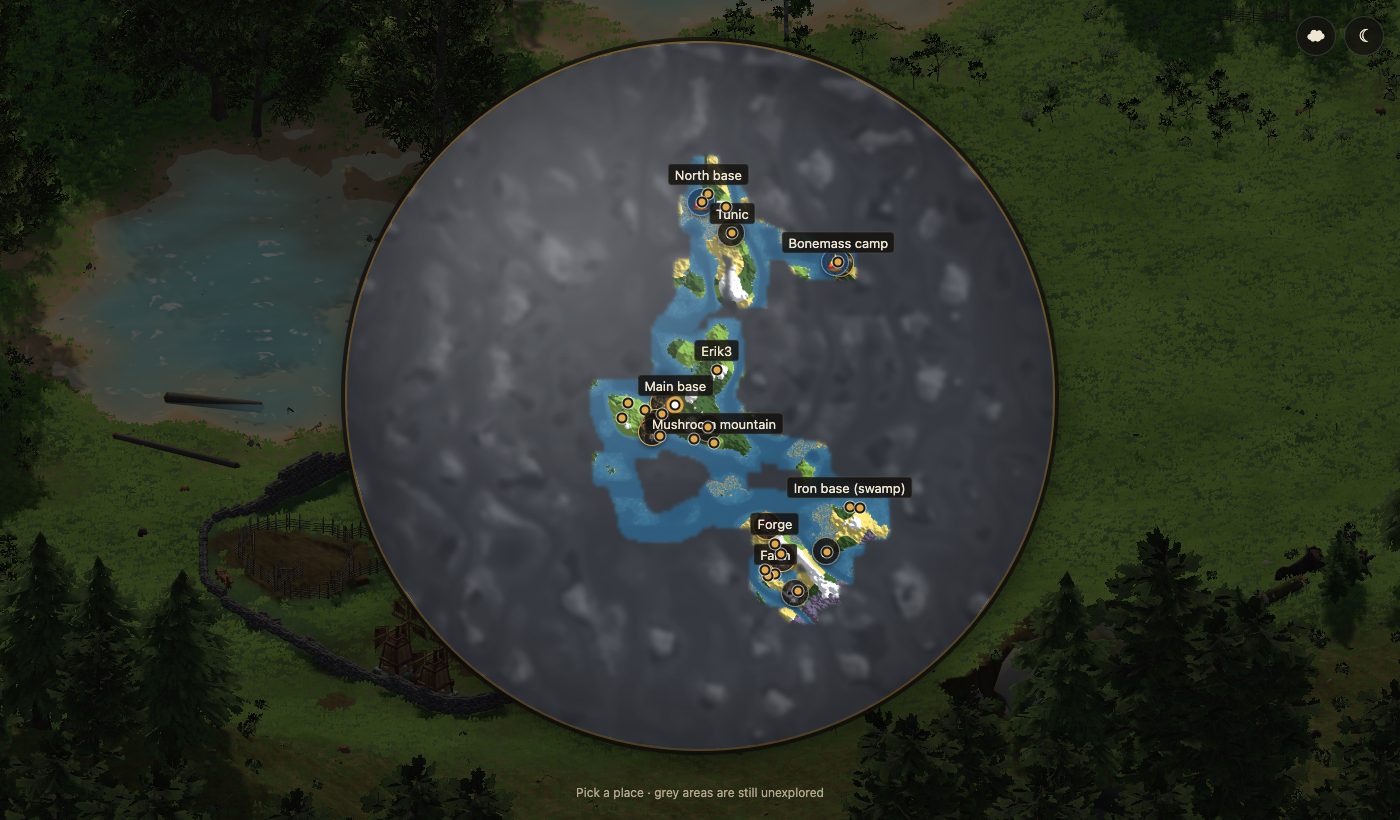 North base
Tunic
Bonemass camp
Erik3
Main base
Mushroom mountain
Iron base (swamp)
Forge
Farm
Pick a place · grey areas are still unexplored